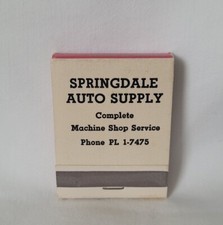 SPRINGDALE
AUTO SUPPLY
Complete
Machine Shop Service
Phone PL 1-7475